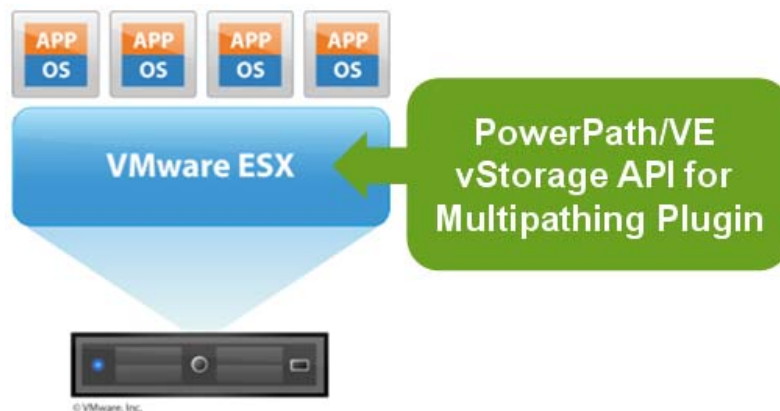 APP APP APP APP
OS OS OS OS
VMware ESX
PowerPath/VE
vStorage API for
Multipathing Plugin
© VMware, Inc.